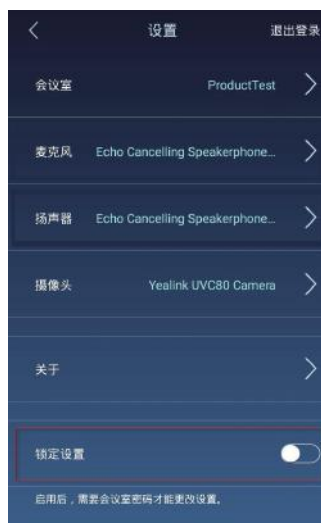 设置 退出登录
会议室 ProductTest
麦克风 Echo Cancelling Speakerphone...
扬声器 Echo Cancelling Speakerphone...
摄像头 Yealink UVC80 Camera
关于
锁定设置
启用后，需要会议室密码才能更改设置。